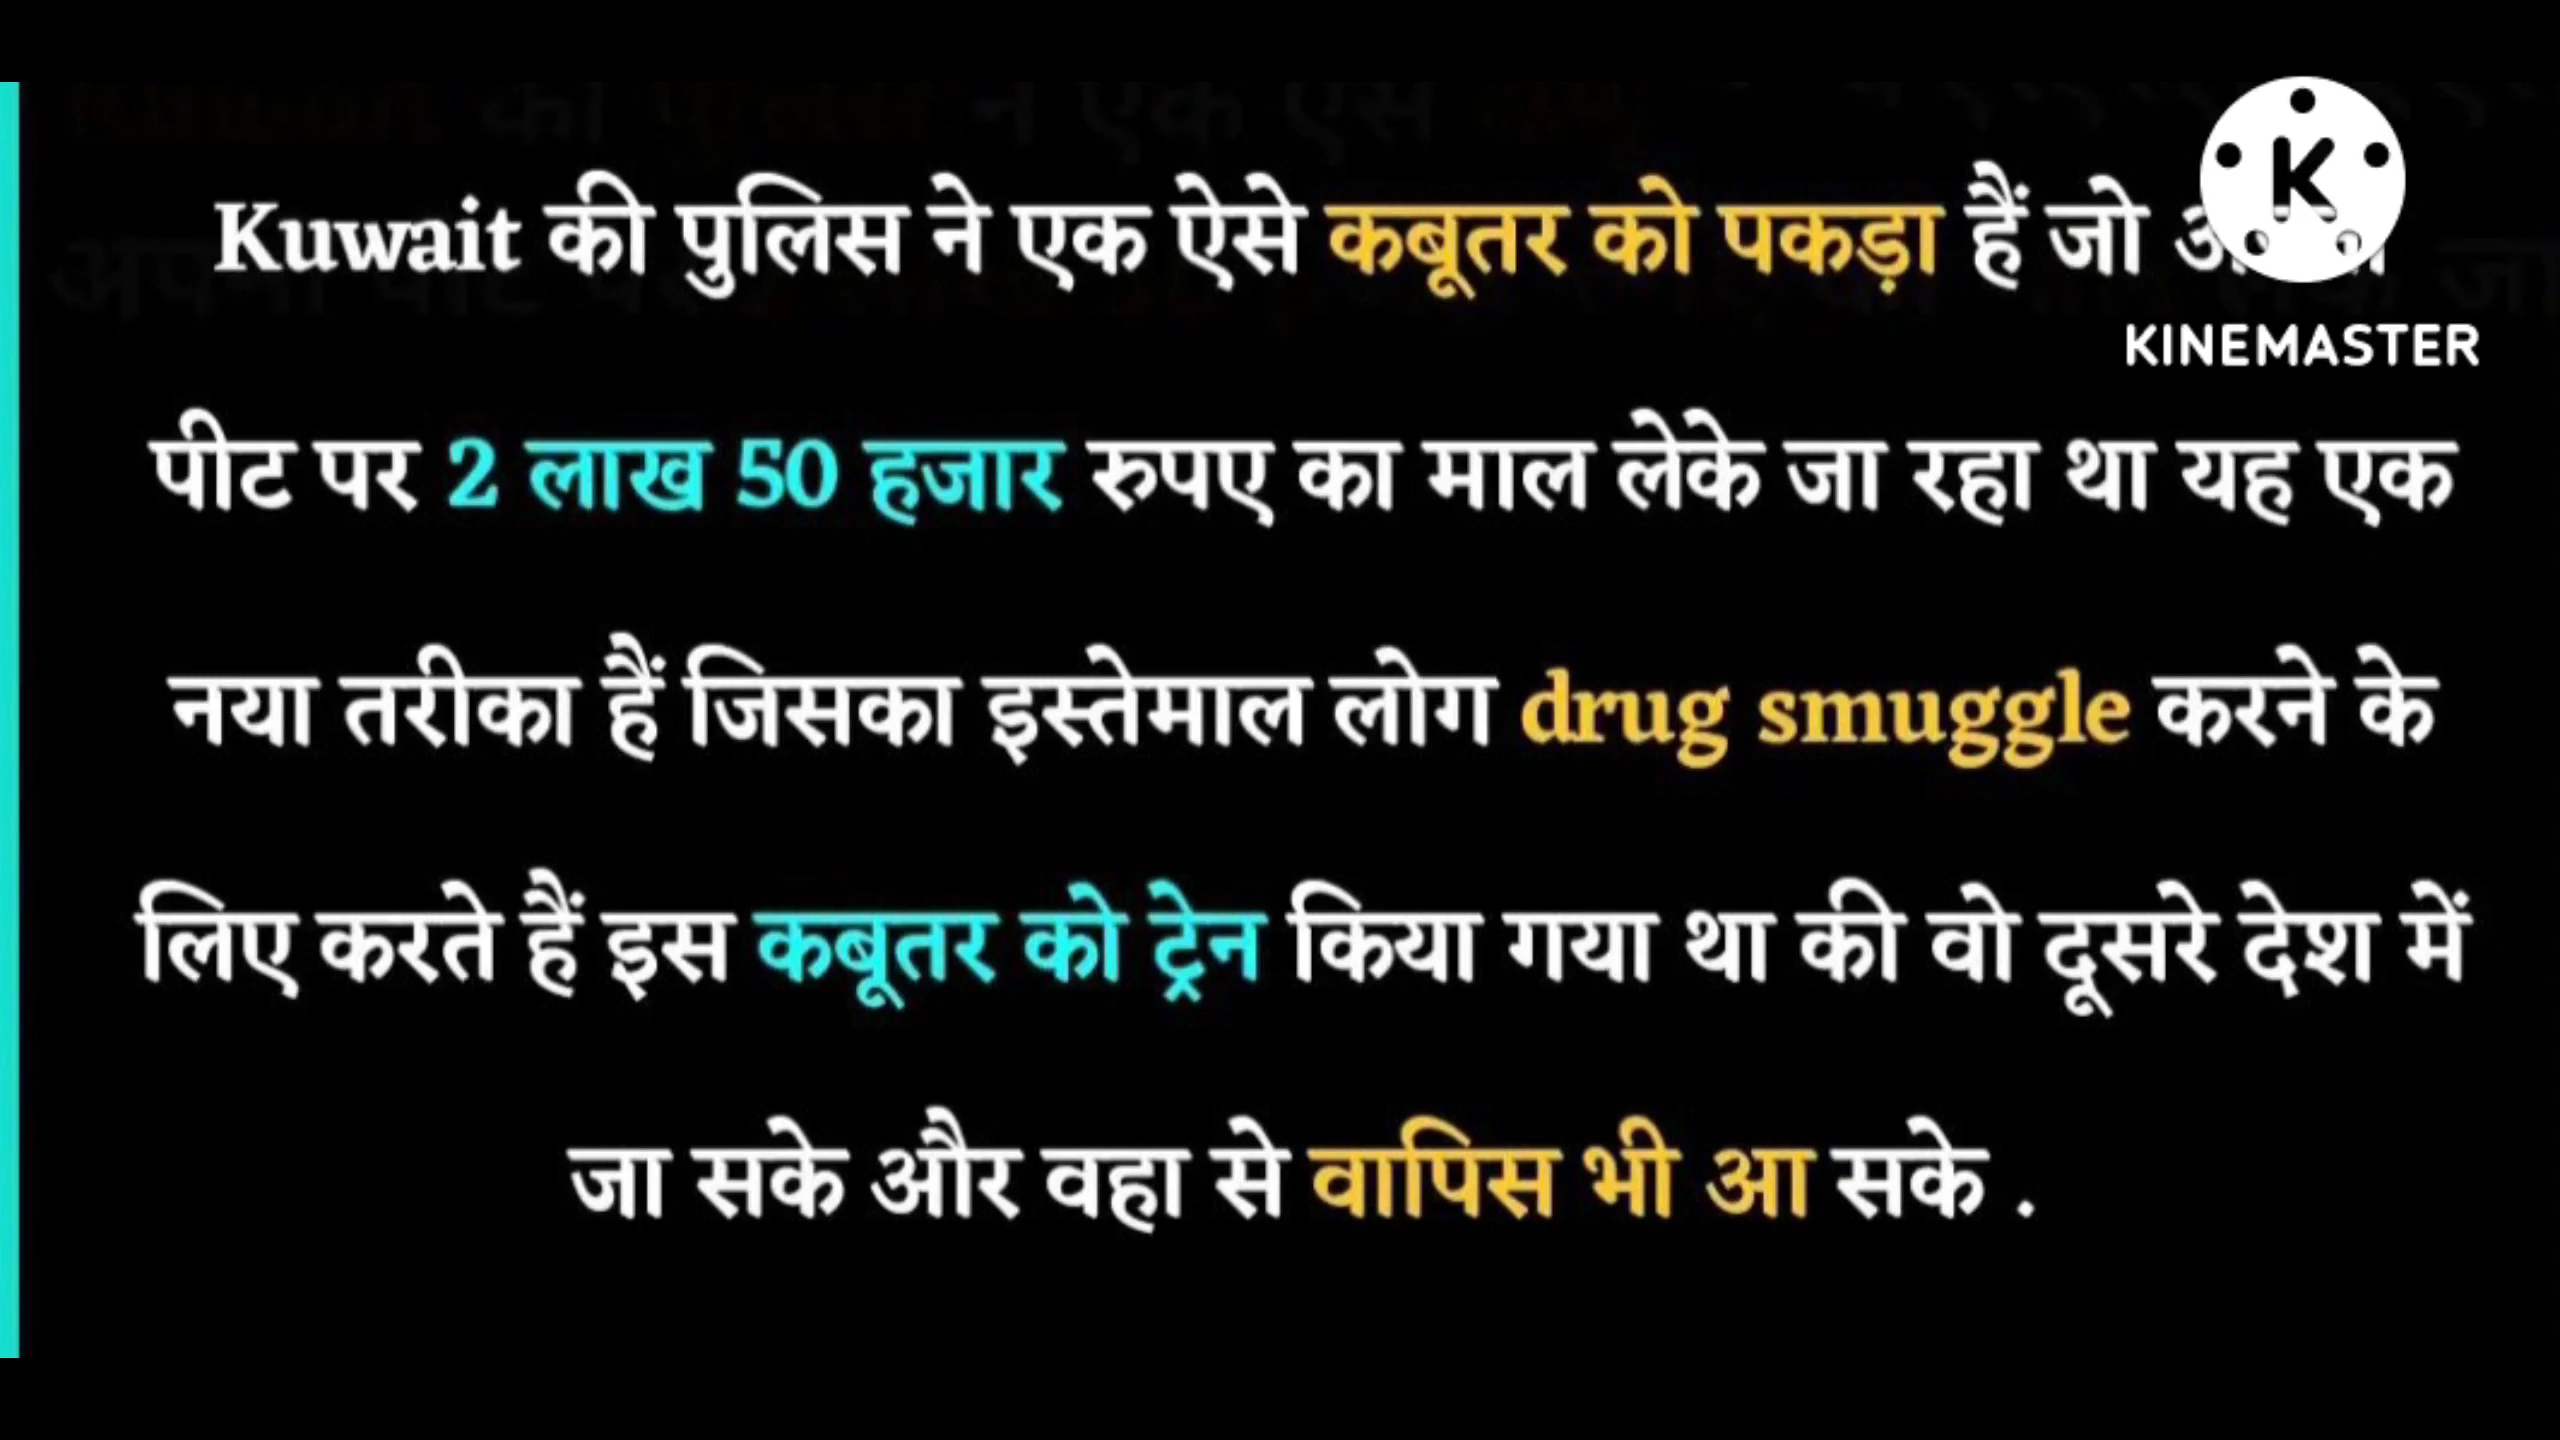 Kuwait की पुलिस ने एक ऐसे कबूतर को पकड़ा हैं जो
K
KINEMASTER
पीट पर 2 लाख 50 हजार रुपए का माल लेके जा रहा था यह एक
नया तरीका हैं जिसका इस्तेमाल लोग drug smuggle करने के
लिए करते हैं इस कबूतर को ट्रेन किया गया था की वो दूसरे देश में
जा सके और वहा से वापिस भी आ सके .